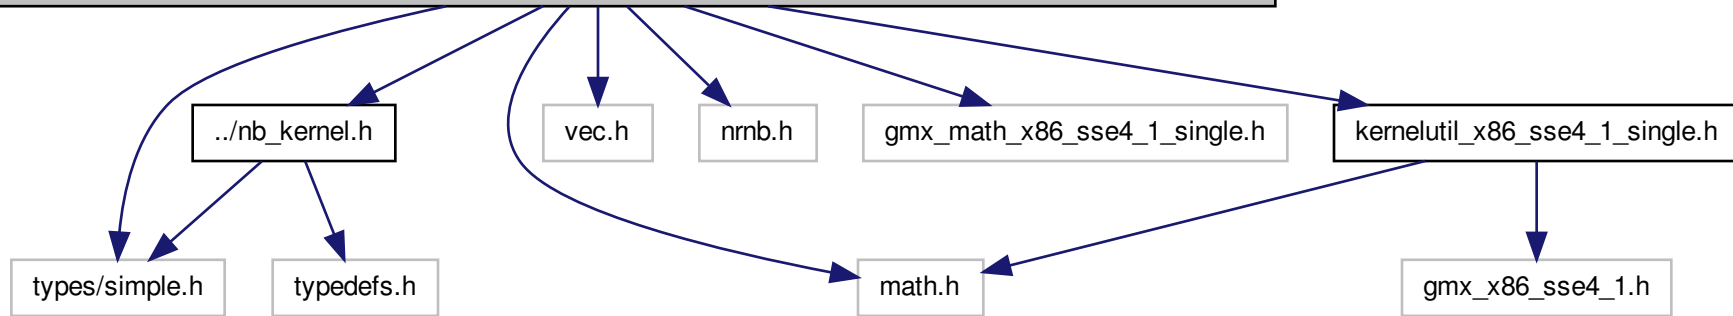 ../nb_kernel.h
vec.h
nrnb.h
gmx_math_x86_sse4_1_single.h
kernelutil_x86_sse4_1_single.h
types/simple.h
typedefs.h
math.h
gmx_x86_sse4_1.h